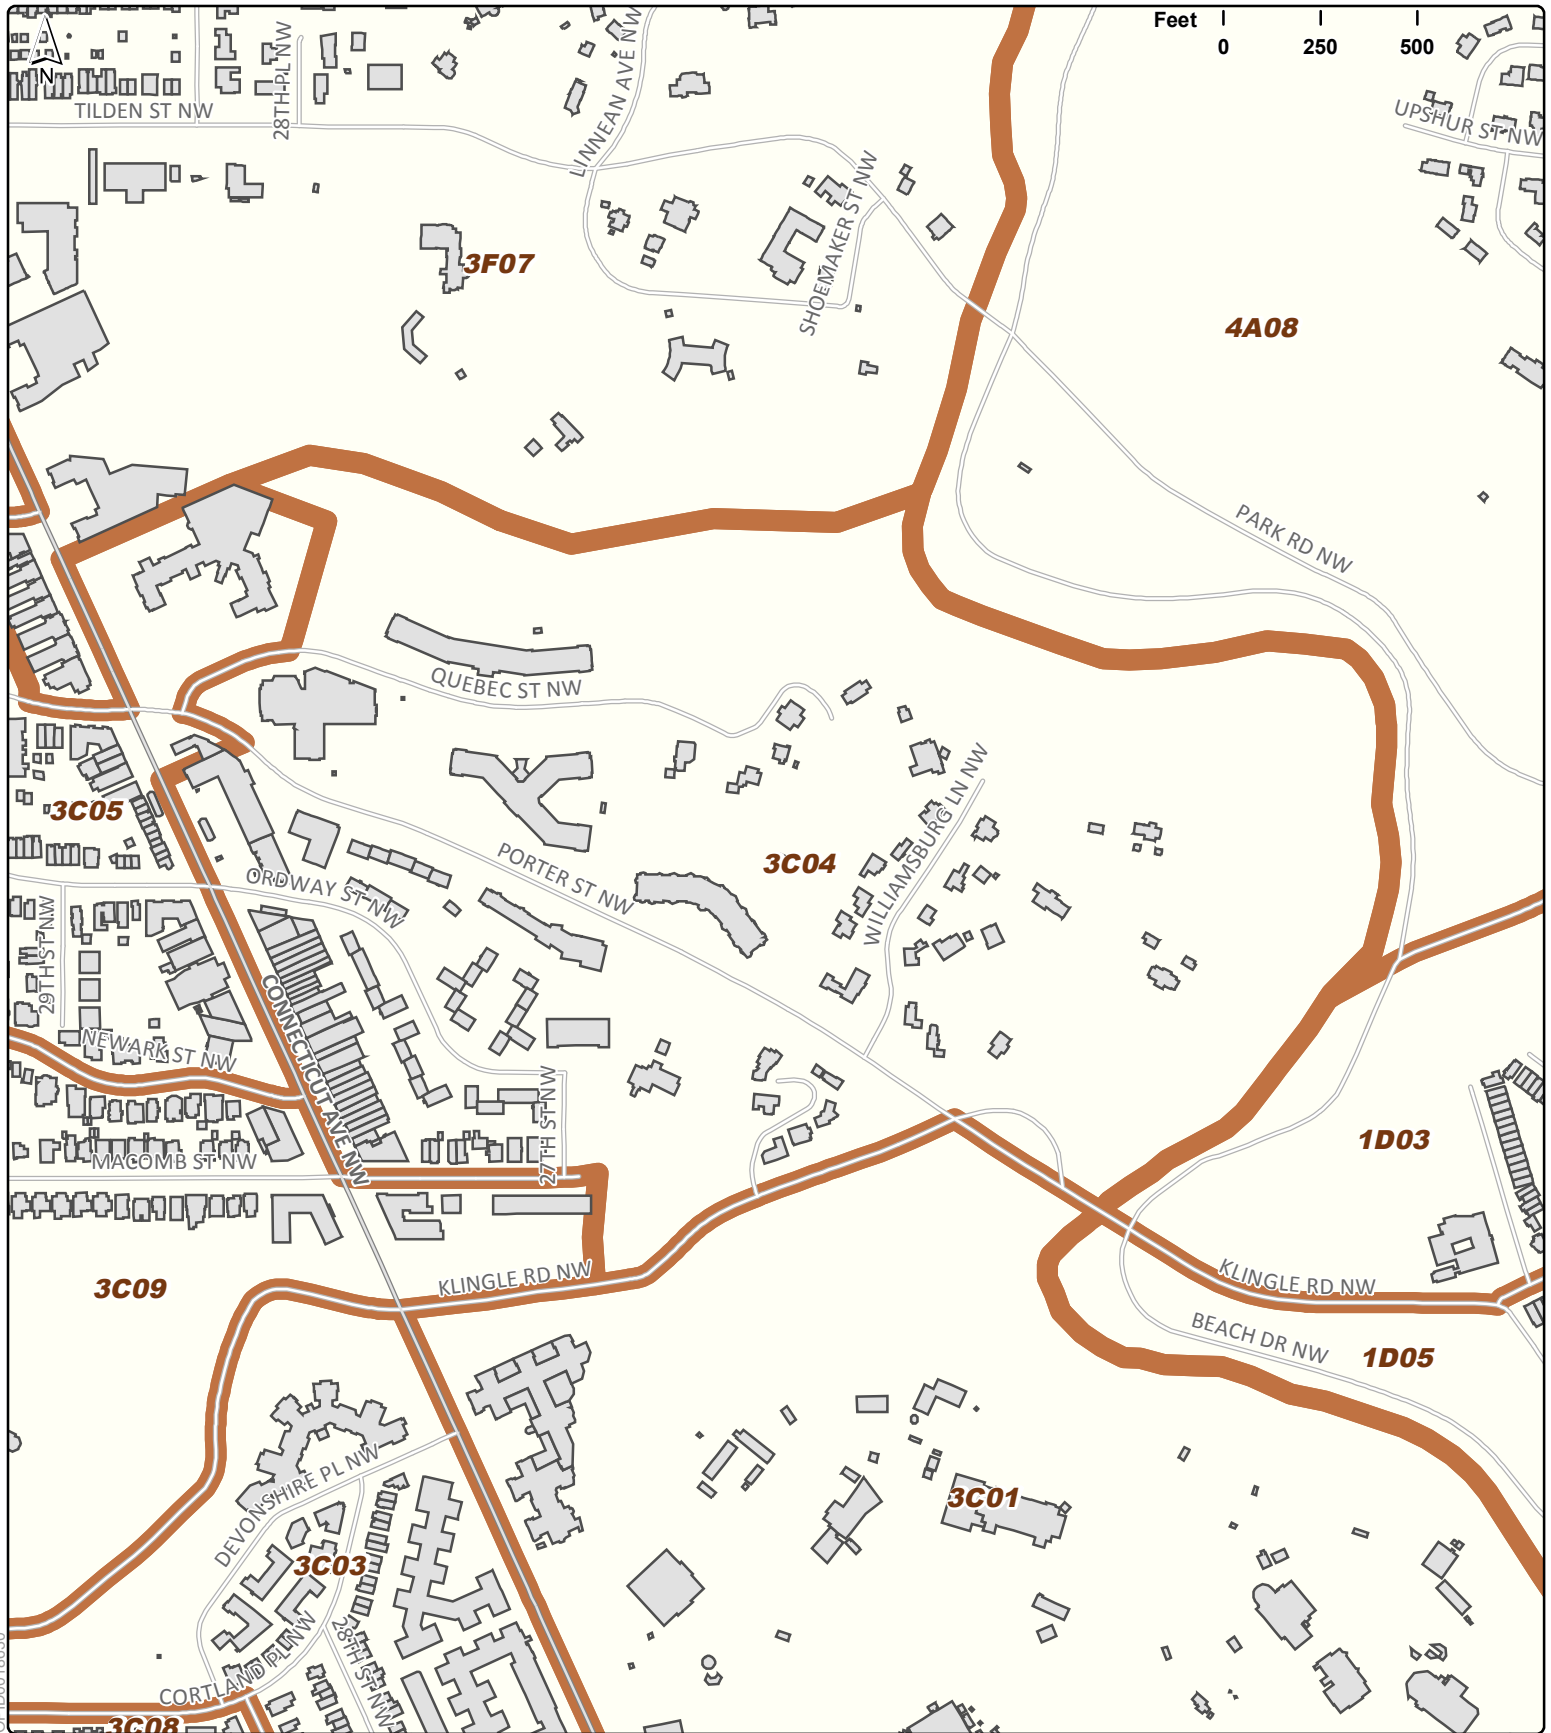 Feet
0 250 500
N
TILDEN ST NW
28TH PL NW
LINNEAN AVE NW
UPSHUR ST NW
SHOEMAKER ST NW
3F07
4A08
PARK RD NW
QUEBEC ST NW
3C05
WILLIAMSBURG LN NW
3C04
PORTER ST NW
ORDWAY ST NW
29TH ST NW
CONNECTICUT AVE NW
NEWARK ST NW
27TH ST NW
MACOMB ST NW
1D03
3C09
KLINGLE RD NW
KLINGLE RD NW
BEACH DR NW
1D05
DEVONSHIRE PL NW
3C01
3C03
28TH ST NW
CORTLAND PL NW
3C08